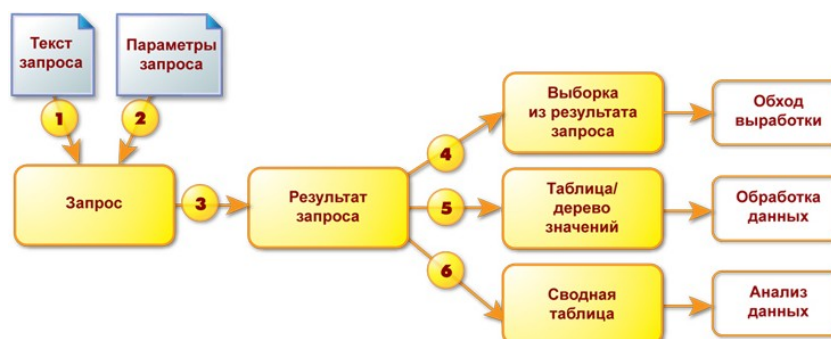 Текст
запроса
Параметры
запроса
1
2
Запрос
3
Результат
запроса
4
5
6
Выборка
из результата
запроса
Обход
выработки
Таблица/
дерево
значений
Обработка
данных
Сводная
таблица
Анализ
данных